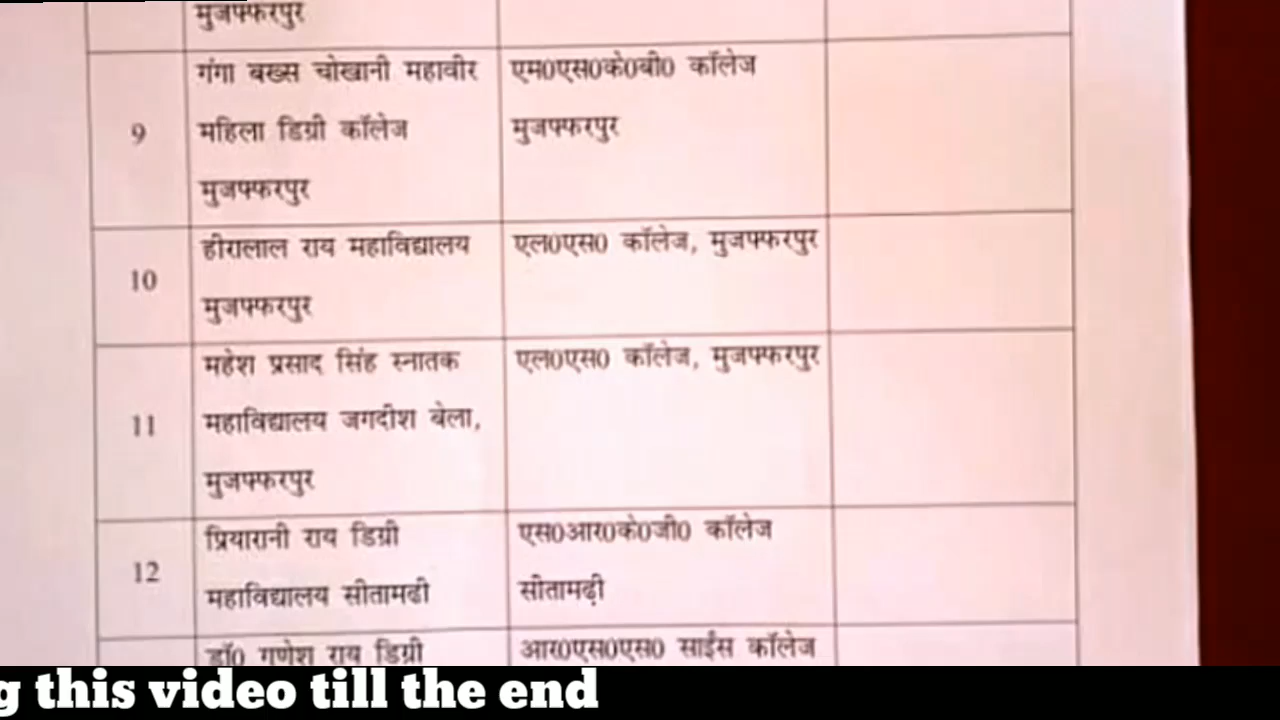 मुजफ्फरपुर
9
गंगा बख्स चोखानी महावीर
महिला डिग्री कॉलेज
मुजफ्फरपुर
एम0एस0के0बी0 कॉलेज
मुजफ्फरपुर
10
हीरालाल राय महाविद्यालय
मुजफ्फरपुर
एल0एस0 कॉलेज, मुजफ्फरपुर
11
महेश प्रसाद सिंह स्नातक
महाविद्यालय जगदीश बेला,
मुजफ्फरपुर
एल0एस0 कॉलेज, मुजफ्फरपुर
12
प्रियारानी राय डिग्री
महाविद्यालय सीतामढी
एस0आर0के0जी0 कॉलेज
सीतामढ़ी
डॉ0 गणेश राय डिग्री
आर0एस0एस0 साईंस कॉलेज
g this video till the end